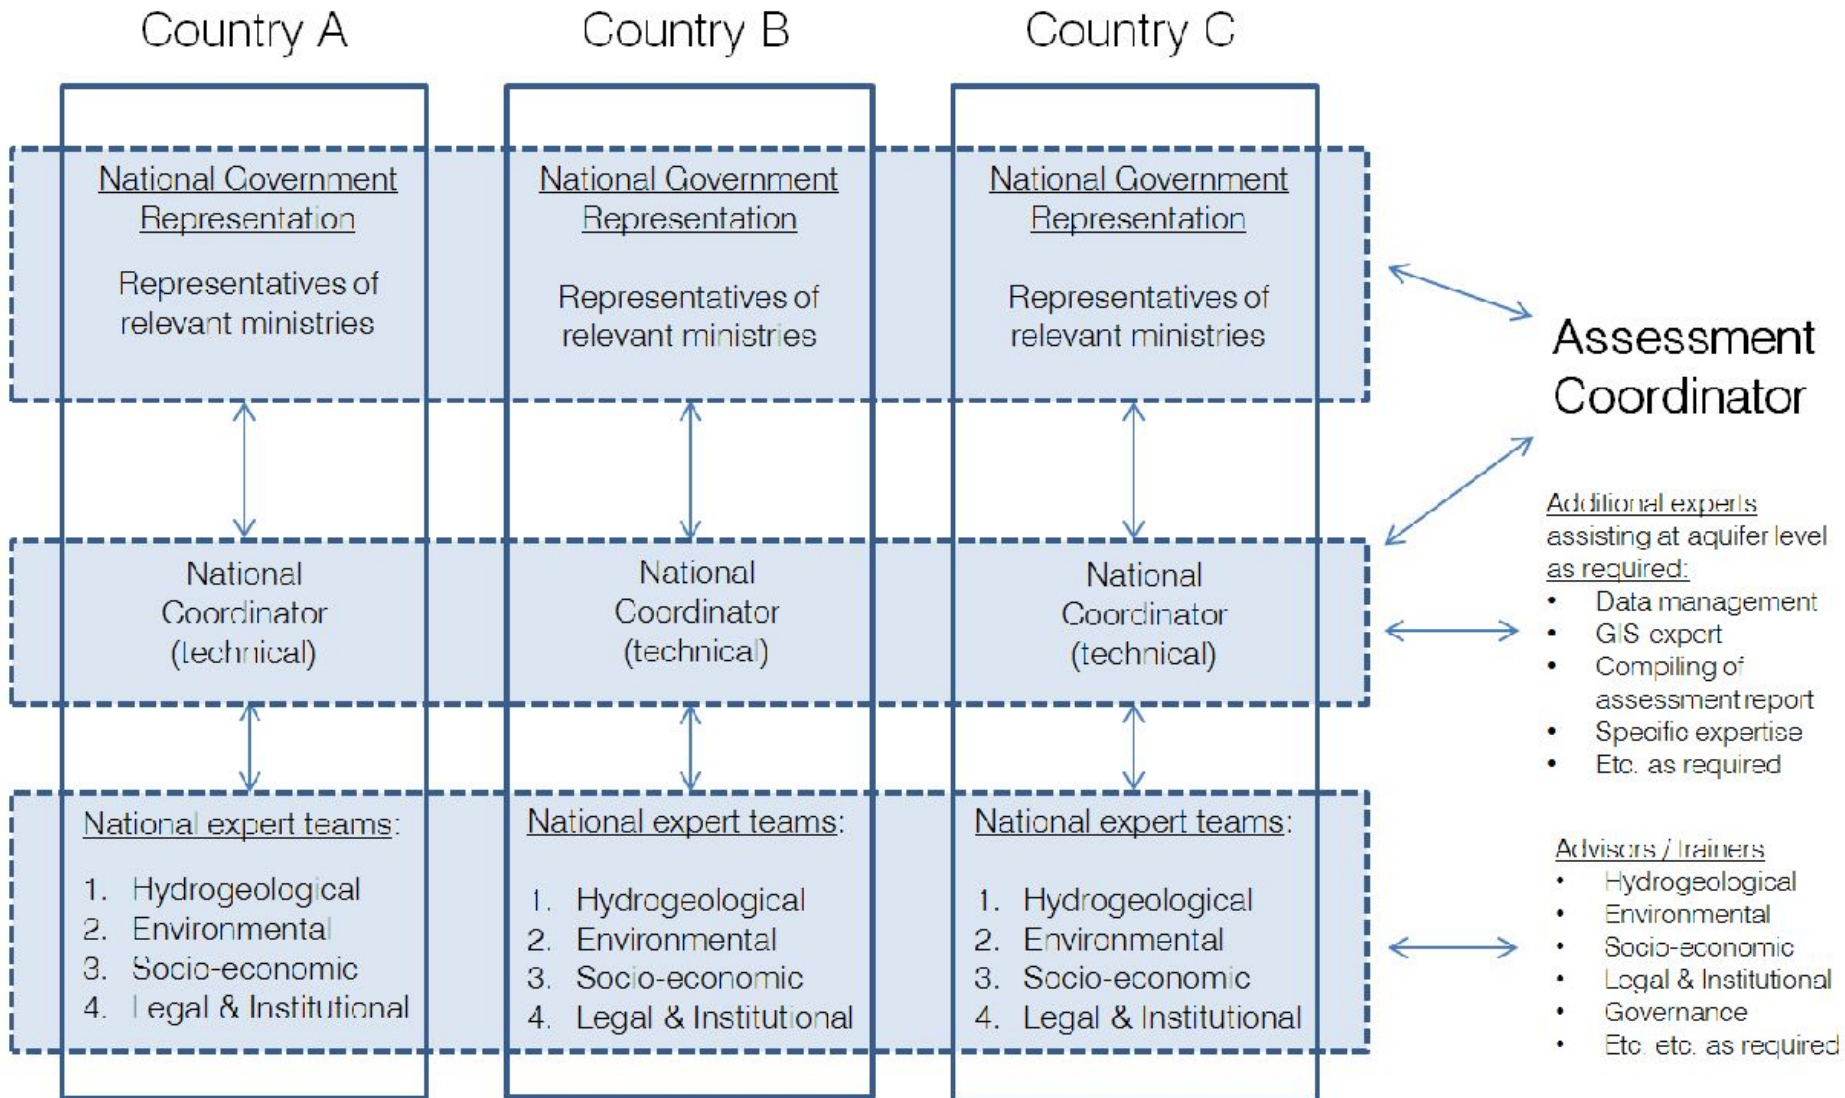 Country A
Country B
Country C
National Government
Representation
Representatives of
relevant ministries
National Government
Representation
Representatives of
relevant ministries
National Government
Representation
Representatives of
relevant ministries
Assessment
Coordinator
National
Coordinator
(technical)
National
Coordinator
(technical)
National
Coordinator
(technical)
Additional experts
assisting at aquifer level
as required:
• Data management
• GIS expert
• Compiling of
assessment report
• Specific expertise
• Etc. as required
National expert teams:
1. Hydrogeological
2. Environmental
3. Socio-economic
4. Legal & Institutional
National expert teams:
1. Hydrogeological
2. Environmental
3. Socio-economic
4. Legal & Institutional
National expert teams:
1. Hydrogeological
2. Environmental
3. Socio-economic
4. Legal & Institutional
Advisors / trainers
• Hydrogeological
• Environmental
• Socio-economic
• Legal & Institutional
• Governance
• Etc. etc. as required